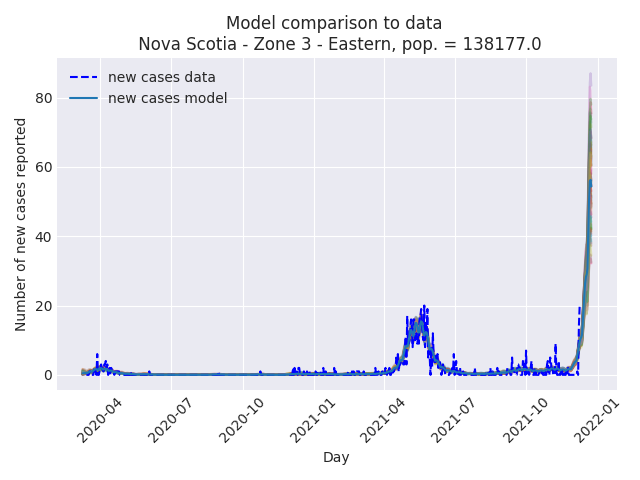 Model comparison to data
Nova Scotia - Zone 3 - Eastern, pop. = 138177.0
new cases data
new cases model
Number of new cases reported
80
60
40
20
0
2020-04
2020-07
2020-10
2021-01
2021-04
2021-07
2021-10
2022-01
Day